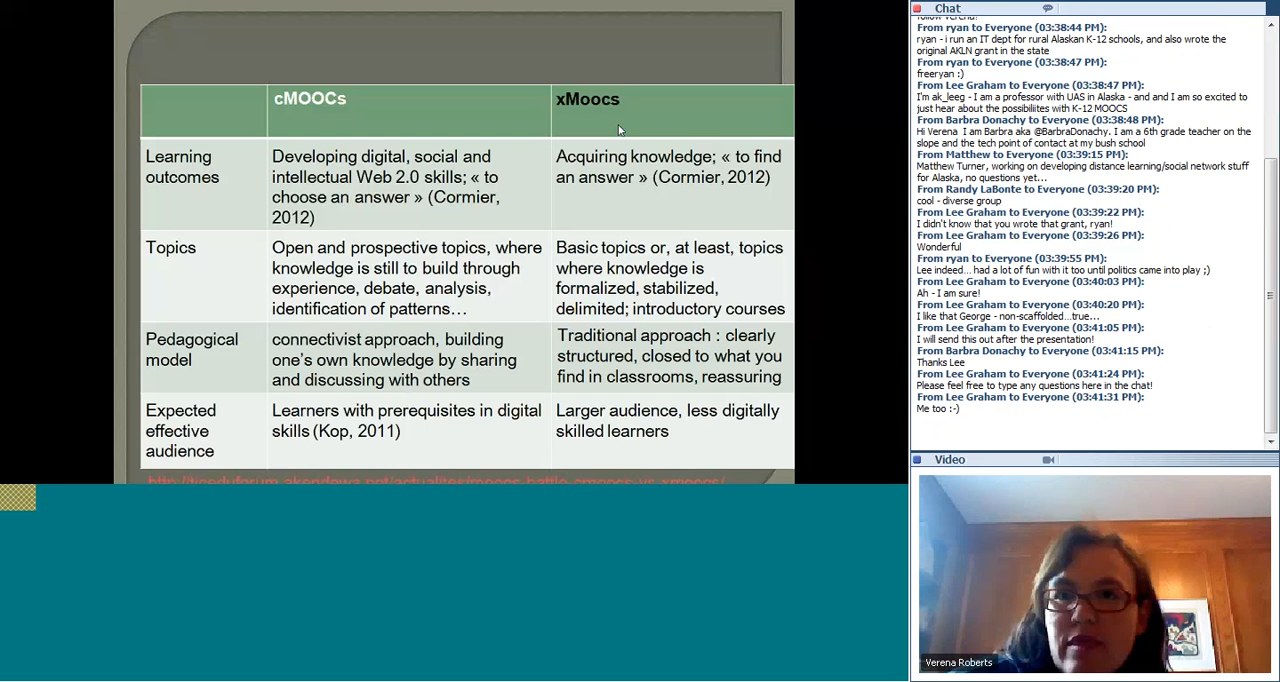 cMOOCs
xMoocs
Learning
outcomes
Developing digital, social and
intellectual Web 2.0 skills; « to
choose an answer » (Cormier,
2012)
Acquiring knowledge; « to find
an answer » (Cormier, 2012)
Topics
Open and prospective topics, where
knowledge is still to build through
experience, debate, analysis,
identification of patterns…
Basic topics or, at least, topics
where knowledge is
formalized, stabilized,
delimited; introductory courses
Pedagogical
model
connectivist approach, building
one's own knowledge by sharing
and discussing with others
Traditional approach : clearly
structured, closed to what you
find in classrooms, reassuring
Expected
effective
audience
Learners with prerequisites in digital
skills (Kop, 2011)
Larger audience, less digitally
skilled learners
Chat
From ryan to Everyone (03:38:44 PM):
ryan - i run an IT dept for rural Alaskan K-12 schools, and also wrote the
original AKLN grant in the state
From ryan to Everyone (03:38:47 PM):
freeryan :)
From Lee Graham to Everyone (03:38:47 PM):
I'm ak_leeg - I am a professor with UAS in Alaska - and and I am so excited to
just hear about the possibiliites with K-12 MOOCS
From Barbra Donachy to Everyone (03:38:48 PM):
Hi Verena I am Barbra aka @BarbraDonachy. I am a 6th grade teacher on the
slope and the tech point of contact at my bush school
From Matthew to Everyone (03:39:15 PM):
Matthew Turner, working on developing distance learning/social network stuff
for Alaska, no questions yet...
From Randy LaBonte to Everyone (03:39:20 PM):
cool - diverse group
From Lee Graham to Everyone (03:39:22 PM):
I didn't know that you wrote that grant, ryan!
From Lee Graham to Everyone (03:39:26 PM):
Wonderful
From ryan to Everyone (03:39:55 PM):
Lee indeed... had a lot of fun with it too until politics came into play ;)
From Lee Graham to Everyone (03:40:03 PM):
Ah - I am sure!
From Lee Graham to Everyone (03:40:20 PM):
I like that George - non-scaffolded...true...
From Lee Graham to Everyone (03:41:05 PM):
I will send this out after the presentation!
From Barbra Donachy to Everyone (03:41:15 PM):
Thanks Lee
From Lee Graham to Everyone (03:41:24 PM):
Please feel free to type any questions here in the chat!
From Lee Graham to Everyone (03:41:31 PM):
Me too :-)
Video
Verena Roberts